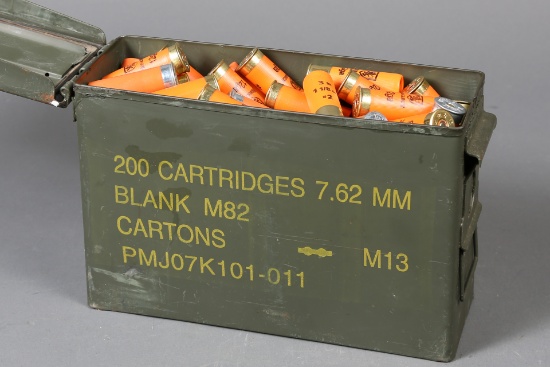 200 CARTRIDGES 7.62 MM
BLANK M82
CARTONS M13
PMJ07K101-011